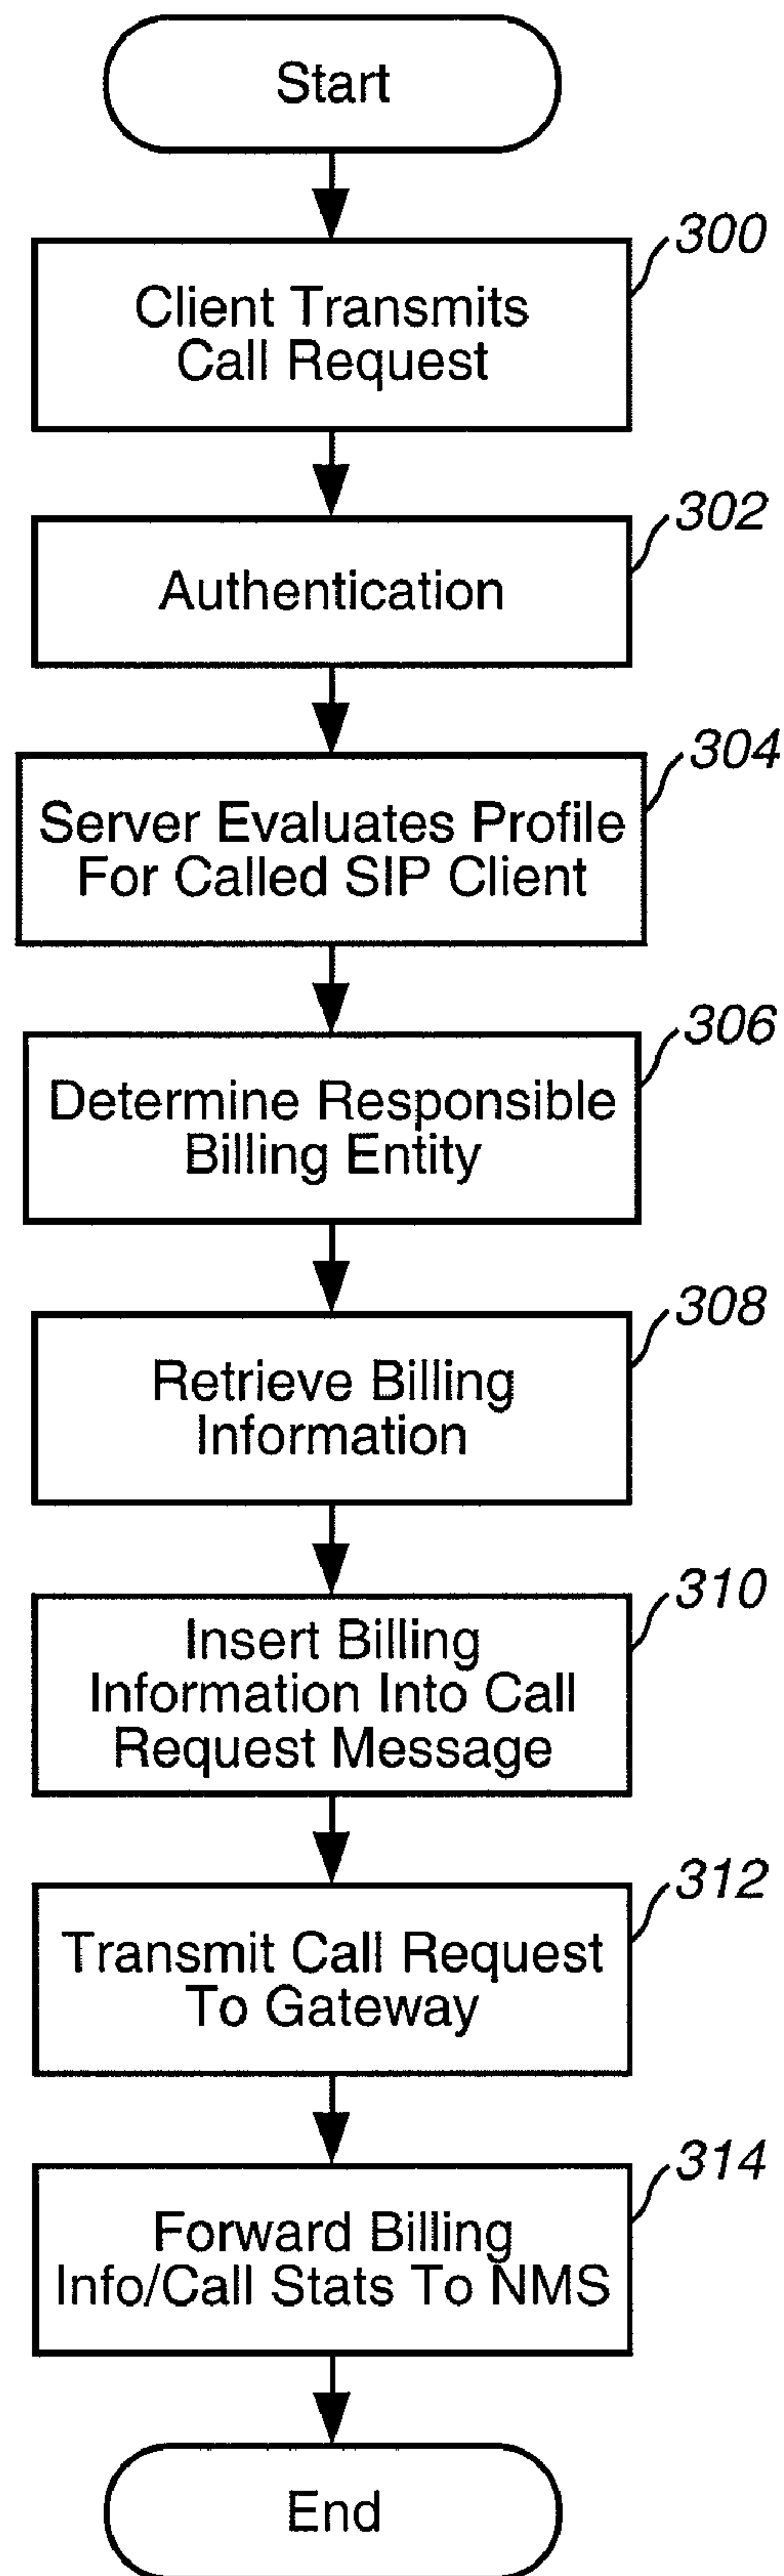 Start
300
Client Transmits
Call Request
302
Authentication
304
Server Evaluates Profile
For Called SIP Client
306
Determine Responsible
Billing Entity
308
Retrieve Billing
Information
310
Insert Billing
Information Into Call
Request Message
312
Transmit Call Request
To Gateway
314
Forward Billing
Info/Call Stats To NMS
End